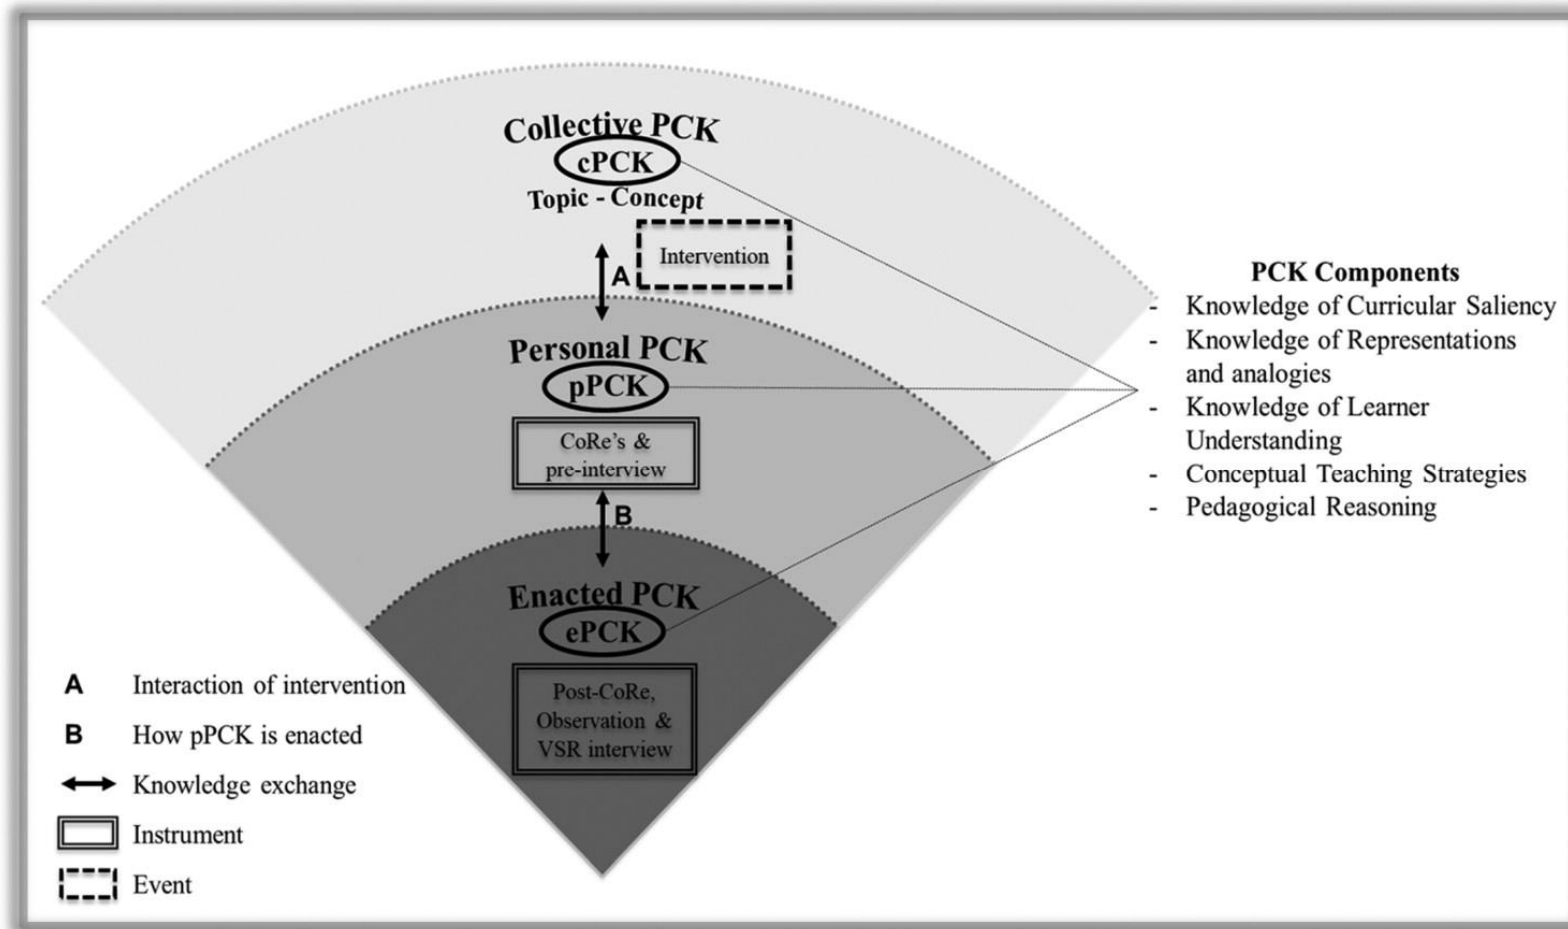 Collective PCK
cPCK
Topic - Concept
Intervention
A
Personal PCK
pPCK
CoRe's &
pre-interview
B
Enacted PCK
ePCK
Post-CoRe,
Observation &
VSR interview
PCK Components
- Knowledge of Curricular Saliency
- Knowledge of Representations
and analogies
- Knowledge of Learner
Understanding
- Conceptual Teaching Strategies
- Pedagogical Reasoning
A Interaction of intervention
B How pPCK is enacted
Knowledge exchange
Instrument
Event